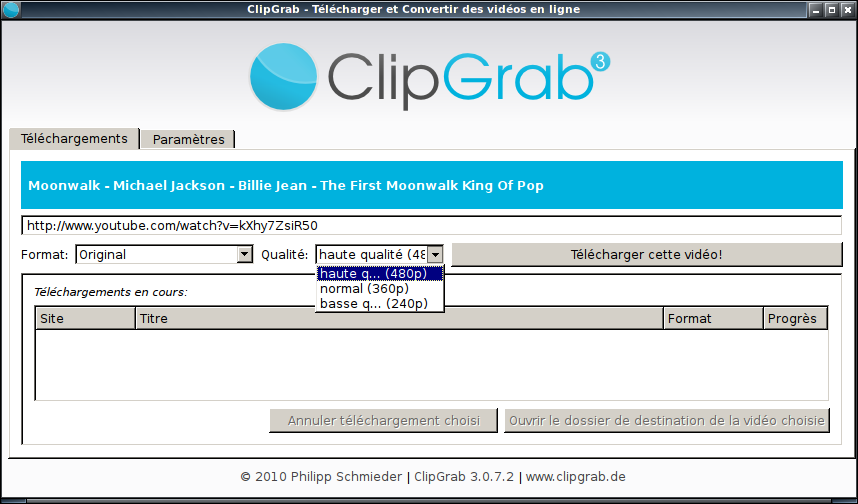 ClipGrab - Télécharger et Convertir des vidéos en ligne
ClipGrab 3
Téléchargements Paramètres
Moonwalk - Michael Jackson - Billie Jean - The First Moonwalk King Of Pop
http://www.youtube.com/watch?v=kXhy7ZsiR50
Format: Original Qualité: haute qualité (48 Télécharger cette vidéo!
haute q... (480p)
normal (360p)
basse q... (240p)
Téléchargements en cours:
Site Titre Format Progrès
Annuler téléchargement choisi Ouvrir le dossier de destination de la vidéo choisie
© 2010 Philipp Schmieder | ClipGrab 3.0.7.2 | www.clipgrab.de